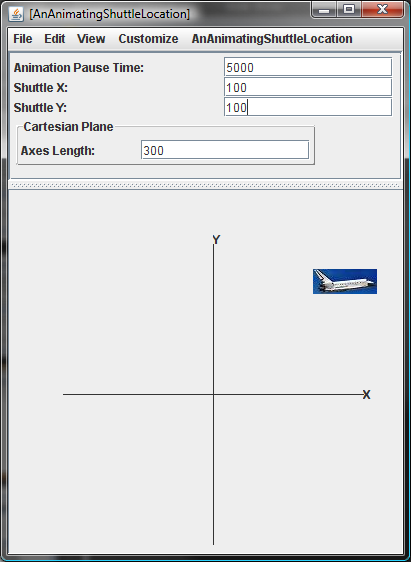 [AnAnimatingShuttleLocation]
File Edit View Customize AnAnimatingShuttleLocation
Animation Pause Time: 5000
Shuttle X: 100
Shuttle Y: 100
Cartesian Plane
Axes Length: 300
Y
X